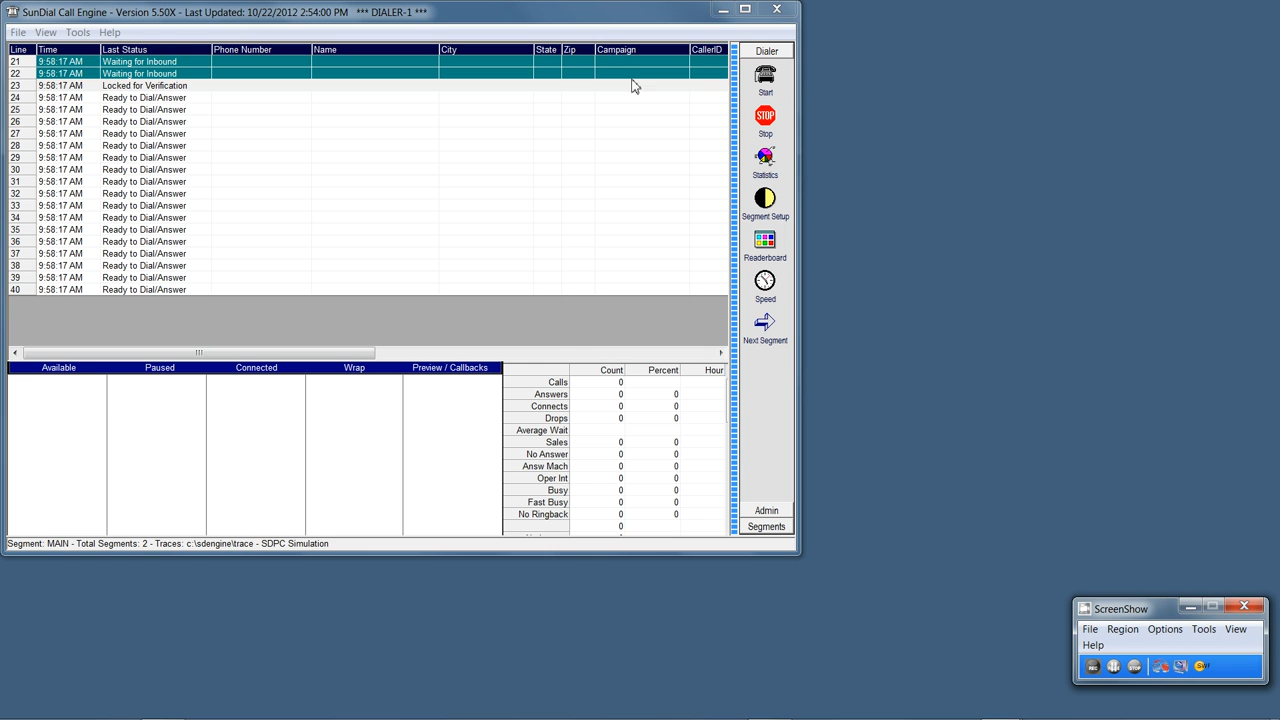 SunDial Call Engine - Version 5.50X - Last Updated: 10/22/2012 2:54:00 PM *** DIALER-1 ***
File View Tools Help
Line Time Last Status Phone Number Name City State Zip Campaign CallerID
21 9:58:17 AM Waiting for Inbound
22 9:58:17 AM Waiting for Inbound
23 9:58:17 AM Locked for Verification
24 9:58:17 AM Ready to Dial/Answer
25 9:58:17 AM Ready to Dial/Answer
26 9:58:17 AM Ready to Dial/Answer
27 9:58:17 AM Ready to Dial/Answer
28 9:58:17 AM Ready to Dial/Answer
29 9:58:17 AM Ready to Dial/Answer
30 9:58:17 AM Ready to Dial/Answer
31 9:58:17 AM Ready to Dial/Answer
32 9:58:17 AM Ready to Dial/Answer
33 9:58:17 AM Ready to Dial/Answer
34 9:58:17 AM Ready to Dial/Answer
35 9:58:17 AM Ready to Dial/Answer
36 9:58:17 AM Ready to Dial/Answer
37 9:58:17 AM Ready to Dial/Answer
38 9:58:17 AM Ready to Dial/Answer
39 9:58:17 AM Ready to Dial/Answer
40 9:58:17 AM Ready to Dial/Answer
Dialer
Start
STOP
Stop
Statistics
Segment Setup
Readerboard
Speed
Next Segment
Admin
Segments
Available Paused Connected Wrap Preview / Callbacks
Count Percent Hour
Calls 0
Answers 0 0
Connects 0 0
Drops 0 0
Average Wait
Sales 0 0
No Answer 0 0
Answ Mach 0 0
Oper Int 0 0
Busy 0 0
Fast Busy 0 0
No Ringback 0 0
0
Segment: MAIN - Total Segments: 2 - Traces: c:\sdengine\trace - SDPC Simulation
ScreenShow
File Region Options Tools View
Help
REC STOP SWF